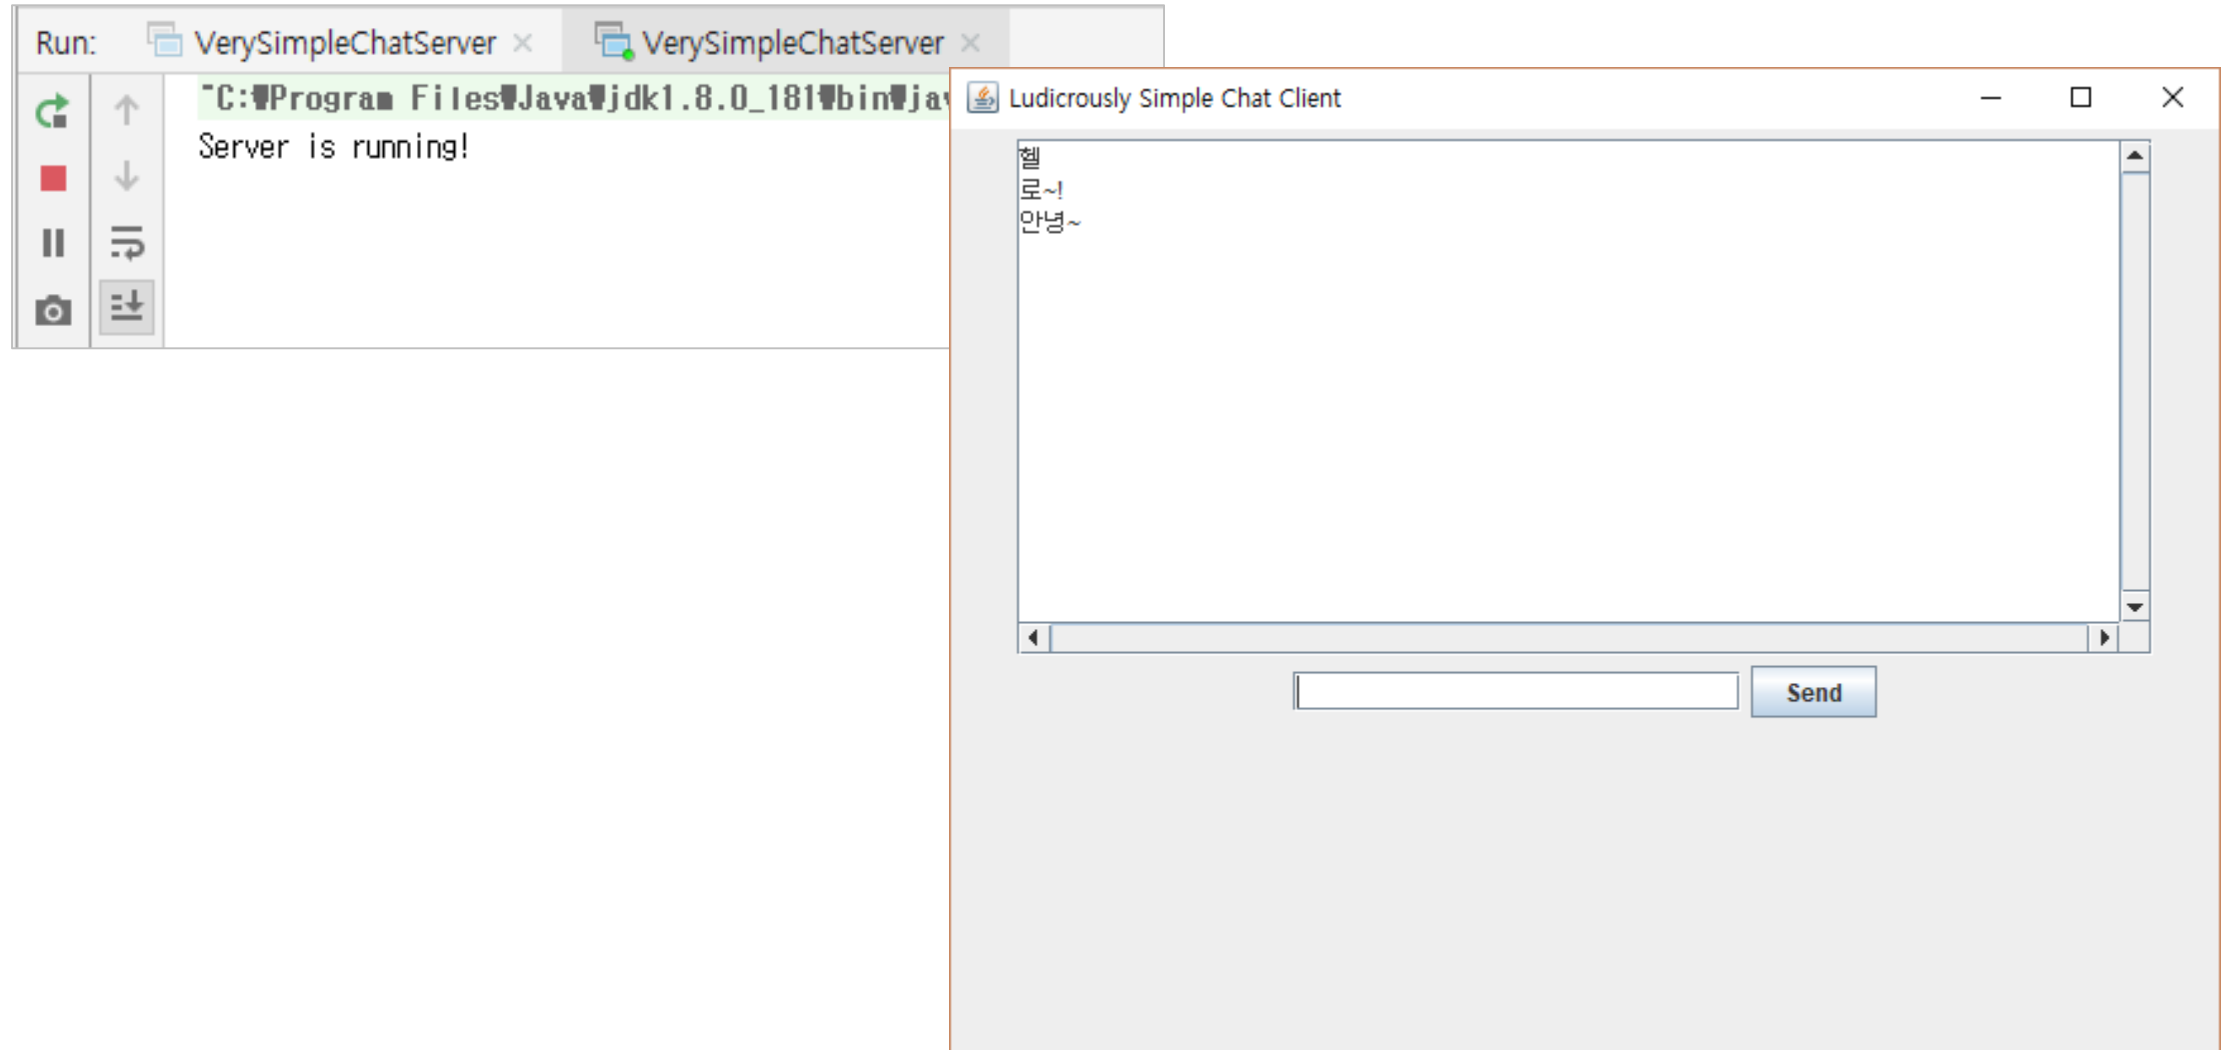 Run: VerySimpleChatServer VerySimpleChatServer
"C:₩Program Files₩Java₩jdk1.8.0_181₩bin₩jav
Server is running!
Ludicrously Simple Chat Client
헬
로~!
안녕~
Send